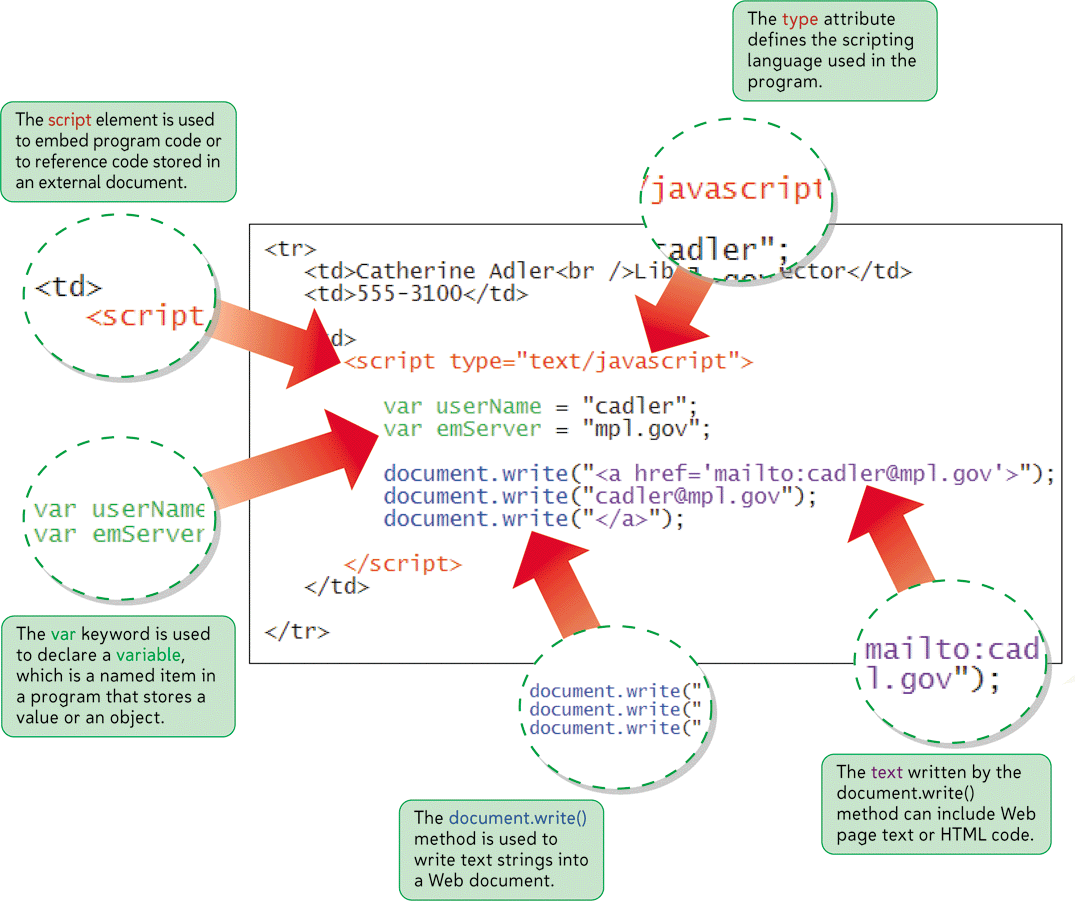 The type attribute
defines the scripting
language used in the
program.
The script element is used
to embed program code or
to reference code stored in
an external document.
/javascript
cadler";
<td>
<script
<tr>
<td>Catherine Adler<br />Lib ector</td>
<td>555-3100</td>
d>
<script type="text/javascript">
var userName = "cadler";
var emServer = "mpl.gov";
document.write("<a href='mailto:cadler@mpl.gov'>");
document.write("cadler@mpl.gov");
document.write("</a>");
</script>
</td>
</tr>
var userName
var emServer
The var keyword is used
to declare a variable,
which is a named item in
a program that stores a
value or an object.
document.write("
document.write("
document.write("
mailto:cad
l.gov");
The document.write()
method is used to
write text strings into
a Web document.
The text written by the
document.write()
method can include Web
page text or HTML code.